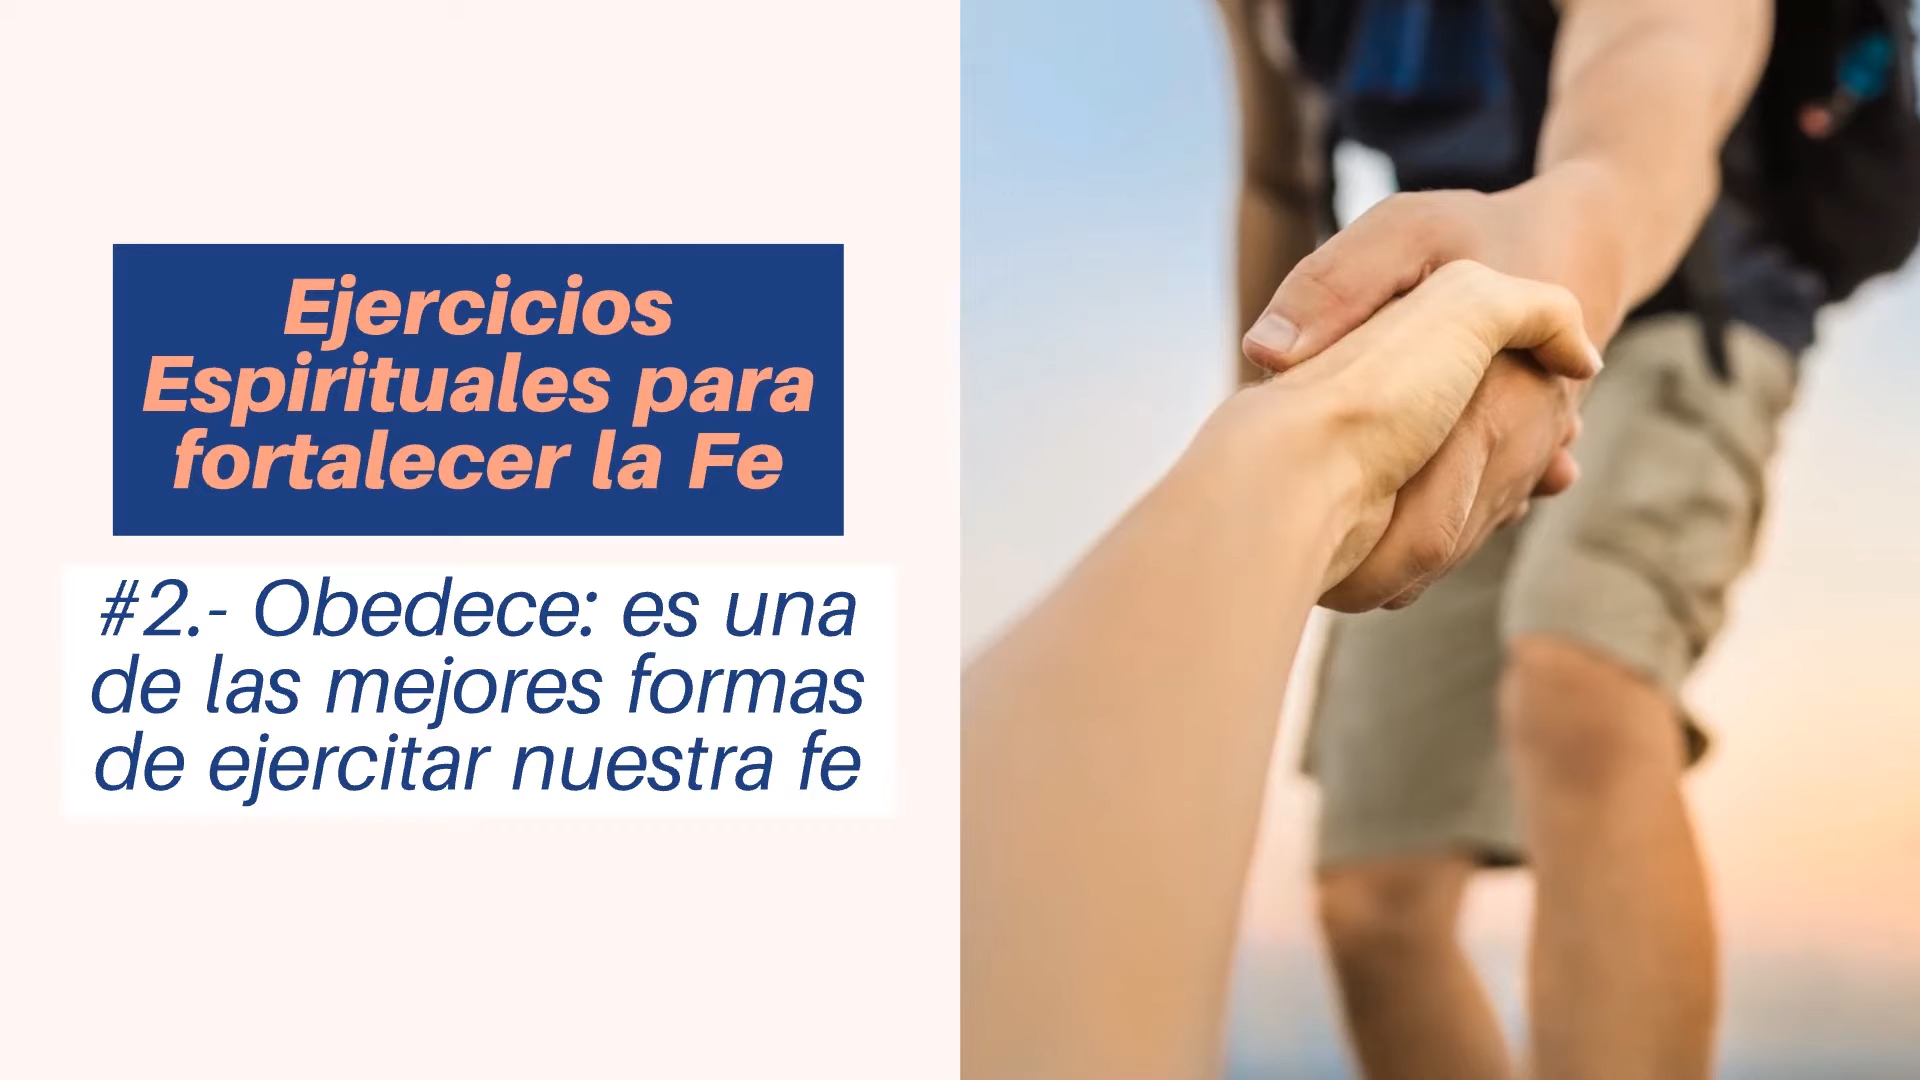 Ejercicios
Espirituales para
fortalecer la Fe
#2.- Obedece: es una
de las mejores formas
de ejercitar nuestra fe